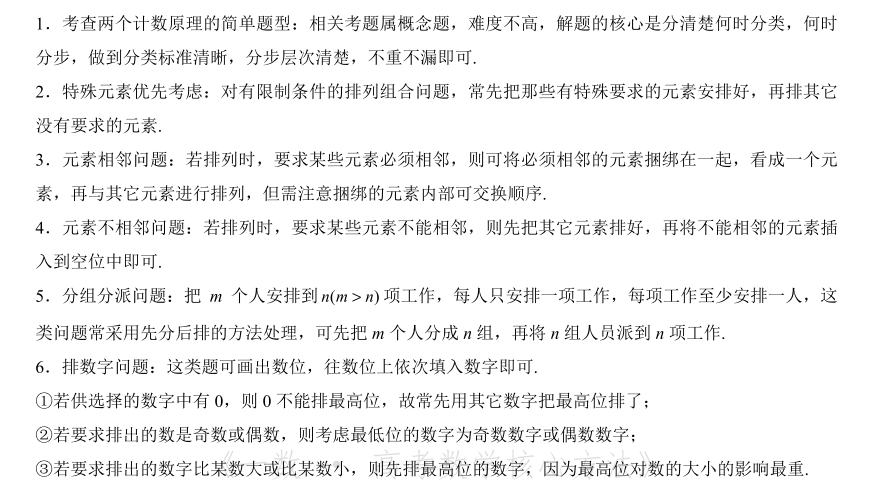 1．考查两个计数原理的简单题型：相关考题属概念题，难度不高，解题的核心是分清楚何时分类，何时
分步，做到分类标准清晰，分步层次清楚，不重不漏即可.
2．特殊元素优先考虑：对有限制条件的排列组合问题，常先把那些有特殊要求的元素安排好，再排其它
没有要求的元素.
3．元素相邻问题：若排列时，要求某些元素必须相邻，则可将必须相邻的元素捆绑在一起，看成一个元
素，再与其它元素进行排列，但需注意捆绑的元素内部可交换顺序.
4．元素不相邻问题：若排列时，要求某些元素不能相邻，则先把其它元素排好，再将不能相邻的元素插
入到空位中即可.
5．分组分派问题：把 m 个人安排到 n(m > n) 项工作，每人只安排一项工作，每项工作至少安排一人，这
类问题常采用先分后排的方法处理，可先把 m 个人分成 n 组，再将 n 组人员派到 n 项工作.
6．排数字问题：这类题可画出数位，往数位上依次填入数字即可.
①若供选择的数字中有 0，则 0 不能排最高位，故常先用其它数字把最高位排了；
②若要求排出的数是奇数或偶数，则考虑最低位的数字为奇数数字或偶数数字；
③若要求排出的数字比某数大或比某数小，则先排最高位的数字，因为最高位对数的大小的影响最重.
《一数·高考数学核心方法》